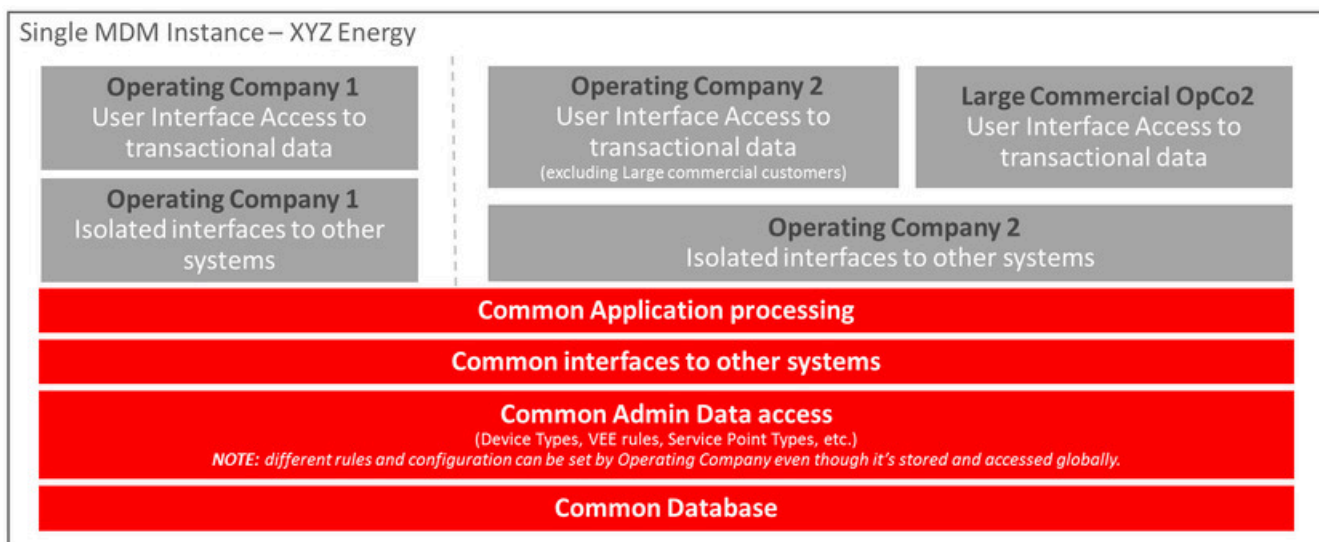 Single MDM Instance – XYZ Energy
Operating Company 1
User Interface Access to
transactional data
Operating Company 2
User Interface Access to
transactional data
(excluding Large commercial customers)
Large Commercial OpCo2
User Interface Access to
transactional data
Operating Company 1
Isolated interfaces to other
systems
Operating Company 2
Isolated interfaces to other systems
Common Application processing
Common interfaces to other systems
Common Admin Data access
(Device Types, VEE rules, Service Point Types, etc.)
NOTE: different rules and configuration can be set by Operating Company even though it’s stored and accessed globally.
Common Database